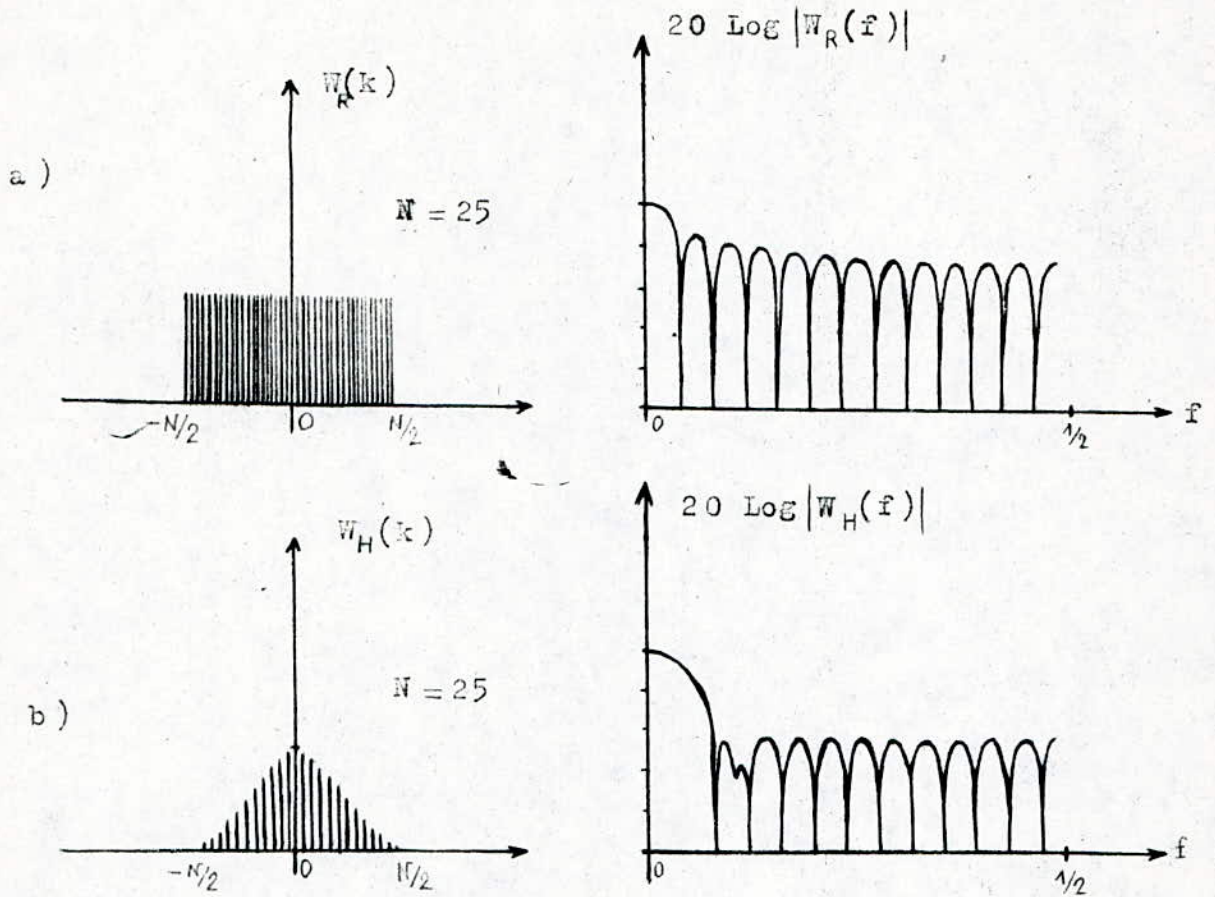 a )
W_R(k)
N = 25
-N/2 0 N/2
20 Log |W_R(f)|
0 1/2 f
b )
W_H(k)
N = 25
-N/2 0 N/2
20 Log |W_H(f)|
0 1/2 f